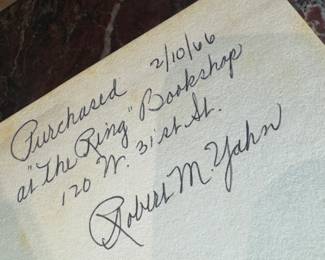 Purchased 2/10/66
at "The Ring" Bookshop
120 W. 31st St.
Robert M. Yahn